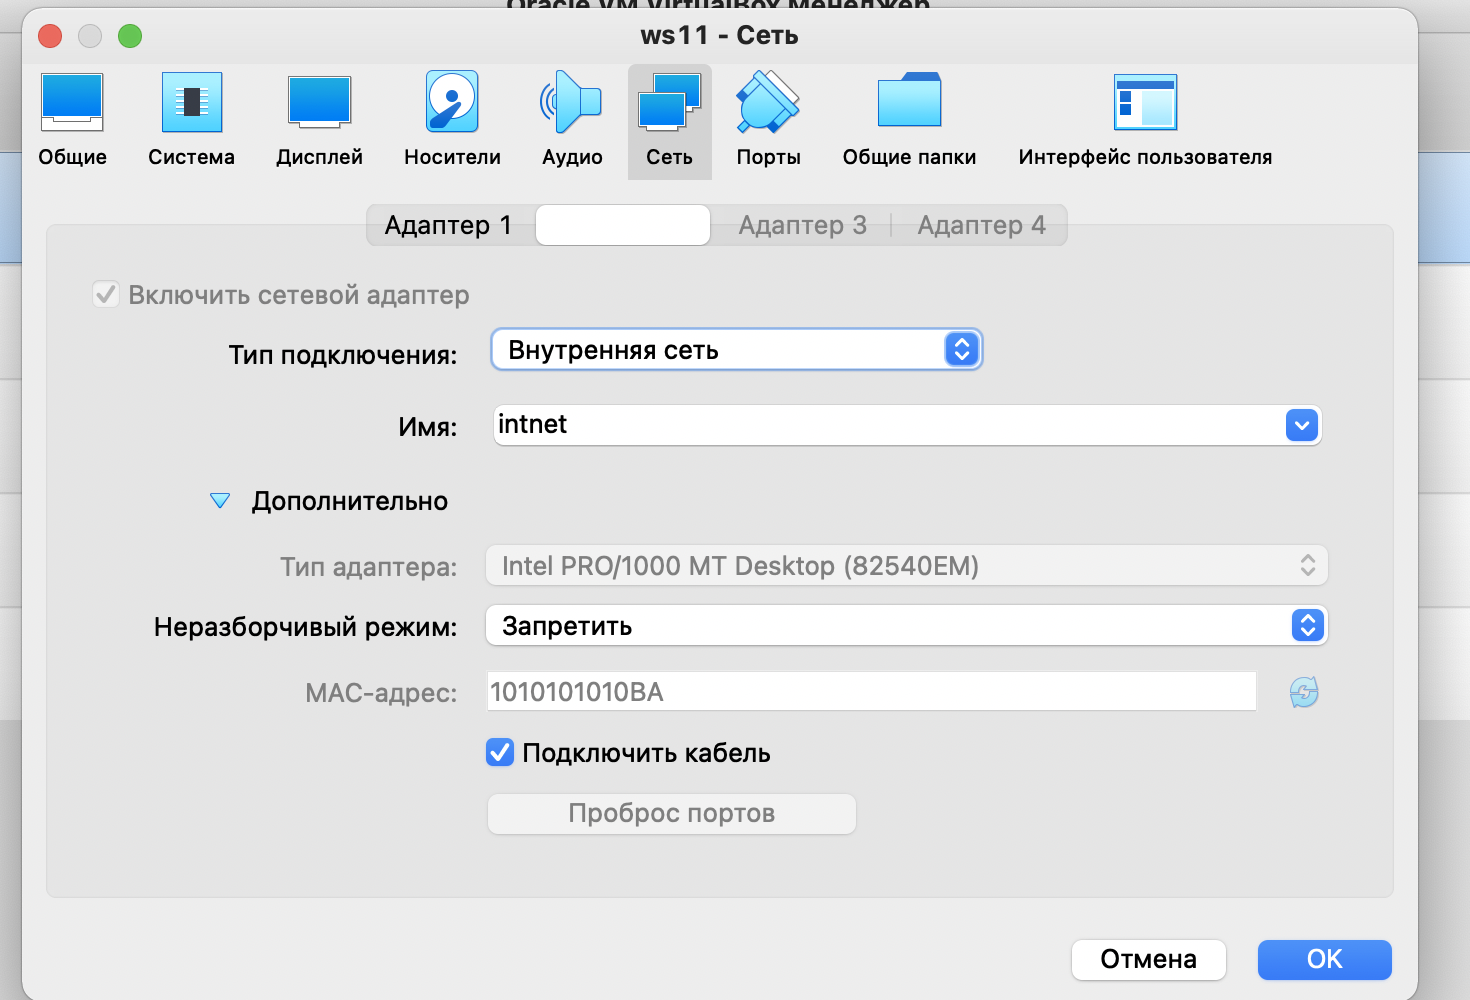 Oracle VM VirtualBox Менеджер
ws11 - Сеть
Общие Система Дисплей Носители Аудио Сеть Порты Общие папки Интерфейс пользователя
Адаптер 1 Адаптер 3 Адаптер 4
Включить сетевой адаптер
Тип подключения: Внутренняя сеть
Имя: intnet
Дополнительно
Тип адаптера: Intel PRO/1000 MT Desktop (82540EM)
Неразборчивый режим: Запретить
MAC-адрес: 1010101010BA
Подключить кабель
Проброс портов
Отмена OK